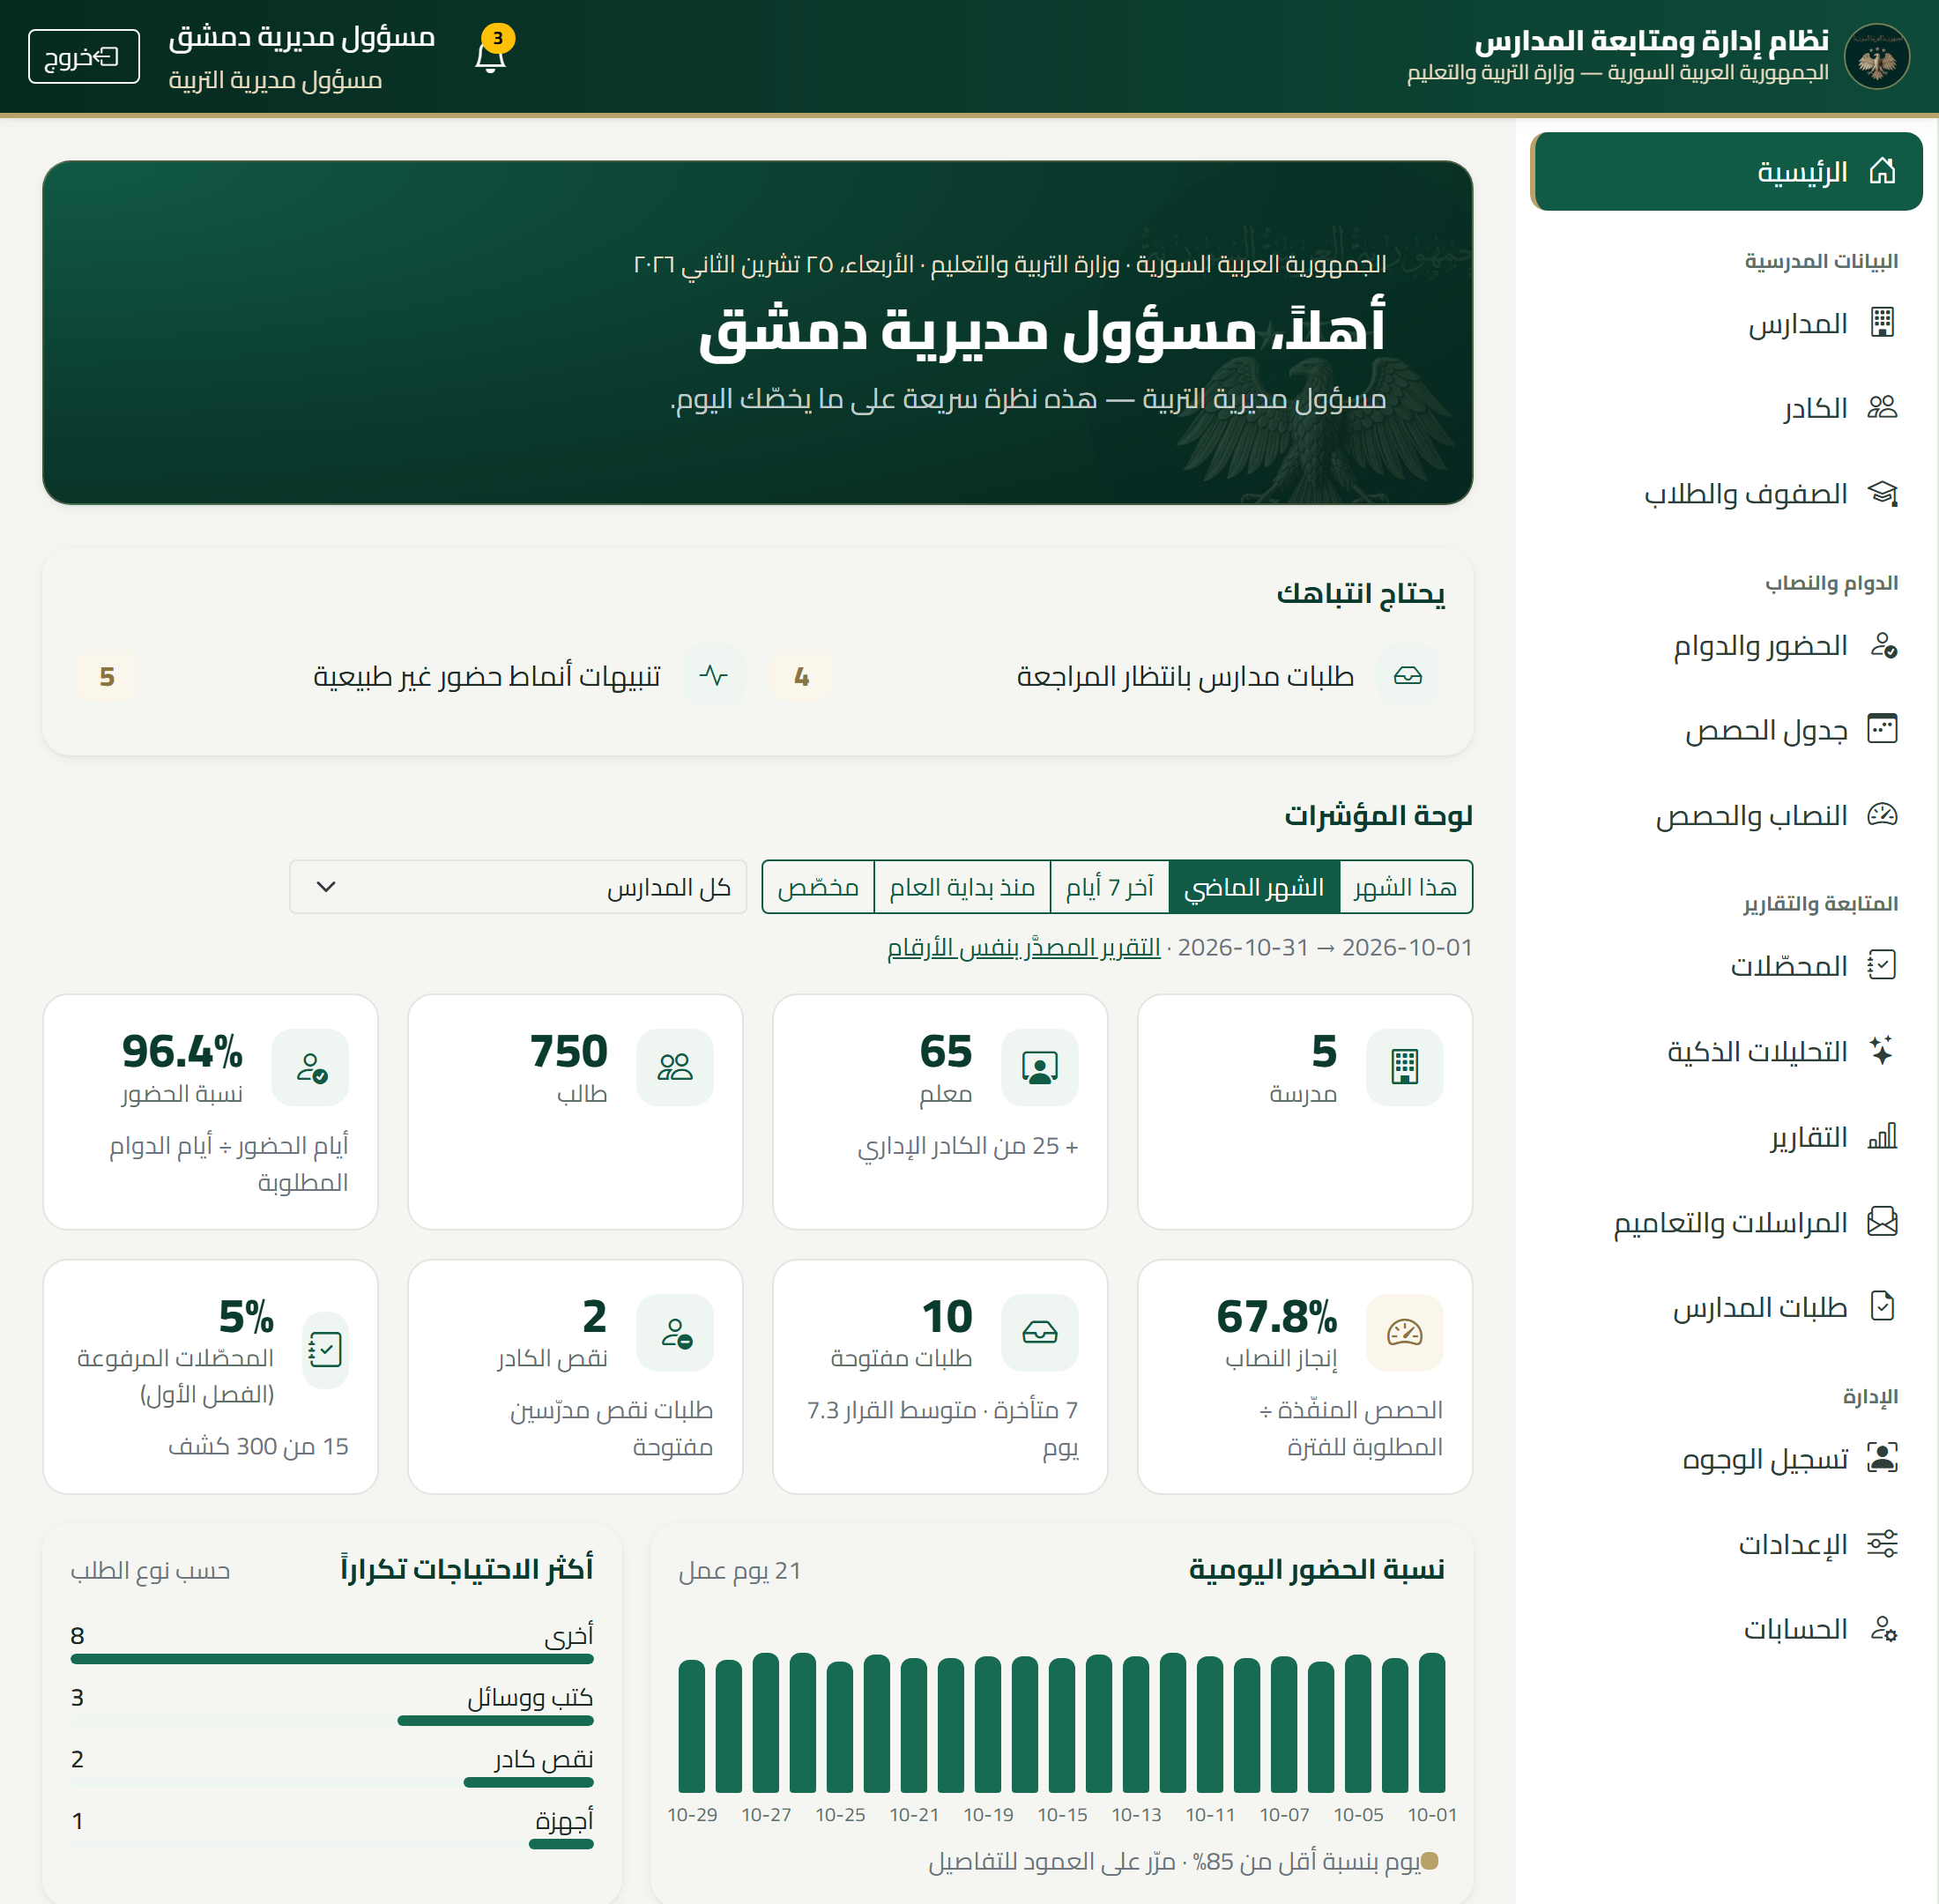 نظام إدارة ومتابعة المدارس
الجمهورية العربية السورية — وزارة التربية والتعليم
3
مسؤول مديرية دمشق
مسؤول مديرية التربية
خروج
الرئيسية
البيانات المدرسية
المدارس
الكادر
الصفوف والطلاب
الدوام والنصاب
الحضور والدوام
جدول الحصص
النصاب والحصص
المتابعة والتقارير
المحصّلات
التحليلات الذكية
التقارير
المراسلات والتعاميم
طلبات المدارس
الإدارة
تسجيل الوجوه
الإعدادات
الحسابات
الجمهورية العربية السورية · وزارة التربية والتعليم · الأربعاء، ٢٥ تشرين الثاني ٢٠٢٦
أهلاً، مسؤول مديرية دمشق
مسؤول مديرية التربية — هذه نظرة سريعة على ما يخصّك اليوم.
يحتاج انتباهك
طلبات مدارس بانتظار المراجعة 4
تنبيهات أنماط حضور غير طبيعية 5
لوحة المؤشرات
هذا الشهر الشهر الماضي آخر 7 أيام منذ بداية العام مخصّص كل المدارس
2026-10-01 → 2026-10-31 · التقرير المصدَّر بنفس الأرقام
5
مدرسة
65
معلم
+ 25 من الكادر الإداري
750
طالب
96.4%
نسبة الحضور
أيام الحضور ÷ أيام الدوام
المطلوبة
67.8%
إنجاز النصاب
الحصص المنفّذة ÷
المطلوبة للفترة
10
طلبات مفتوحة
7 متأخرة · متوسط القرار 7.3
يوم
2
نقص الكادر
طلبات نقص مدرّسين
مفتوحة
5%
المحصّلات المرفوعة
(الفصل الأول)
15 من 300 كشف
نسبة الحضور اليومية 21 يوم عمل
10-01 10-05 10-07 10-11 10-13 10-15 10-19 10-21 10-25 10-27 10-29
يوم بنسبة أقل من 85% · مرّر على العمود للتفاصيل
أكثر الاحتياجات تكراراً حسب نوع الطلب
أخرى 8
كتب ووسائل 3
نقص كادر 2
أجهزة 1